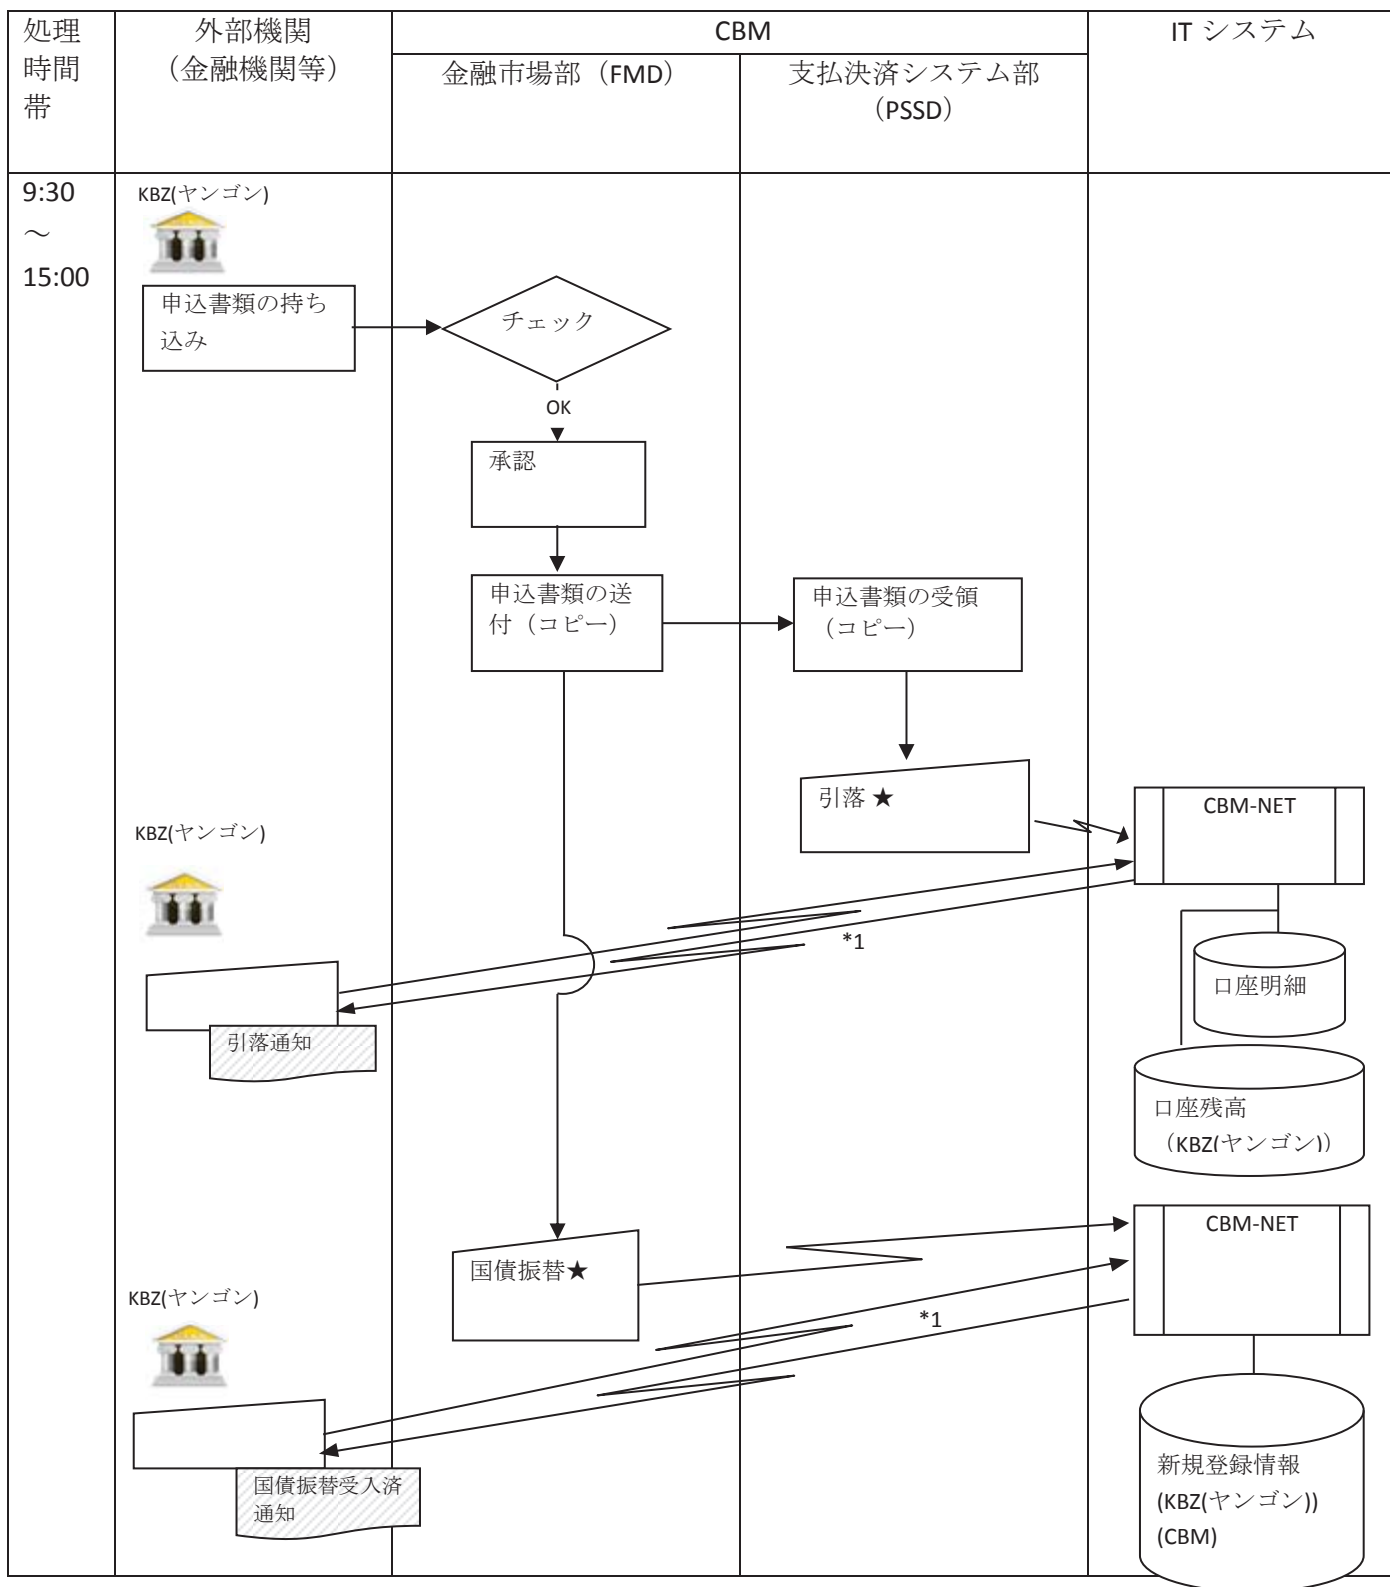 処理
時間
帯
外部機関
（金融機関等）
CBM
IT システム
金融市場部（FMD）
支払決済システム部
（PSSD）
9:30
～
15:00
KBZ(ヤンゴン)
申込書類の持ち
込み
チェック
OK
承認
申込書類の送
付（コピー）
申込書類の受領
（コピー）
引落 ★
CBM-NET
KBZ(ヤンゴン)
*1
口座明細
引落通知
口座残高
（KBZ(ヤンゴン)）
CBM-NET
国債振替★
KBZ(ヤンゴン)
*1
新規登録情報
(KBZ(ヤンゴン))
(CBM)
国債振替受入済
通知